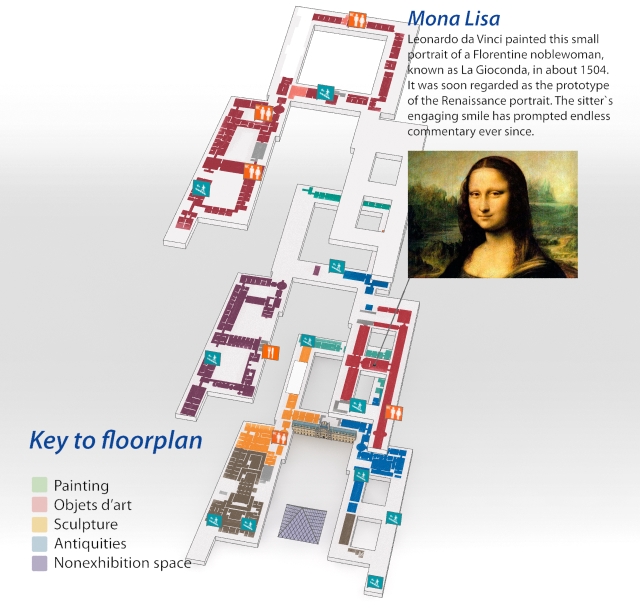 Mona Lisa
Leonardo da Vinci painted this small
portrait of a Florentine noblewoman,
known as La Gioconda, in about 1504.
It was soon regarded as the prototype
of the Renaissance portrait. The sitter`s
engaging smile has prompted endless
commentary ever since.
Key to floorplan
Painting
Objets d’art
Sculpture
Antiquities
Nonexhibition space